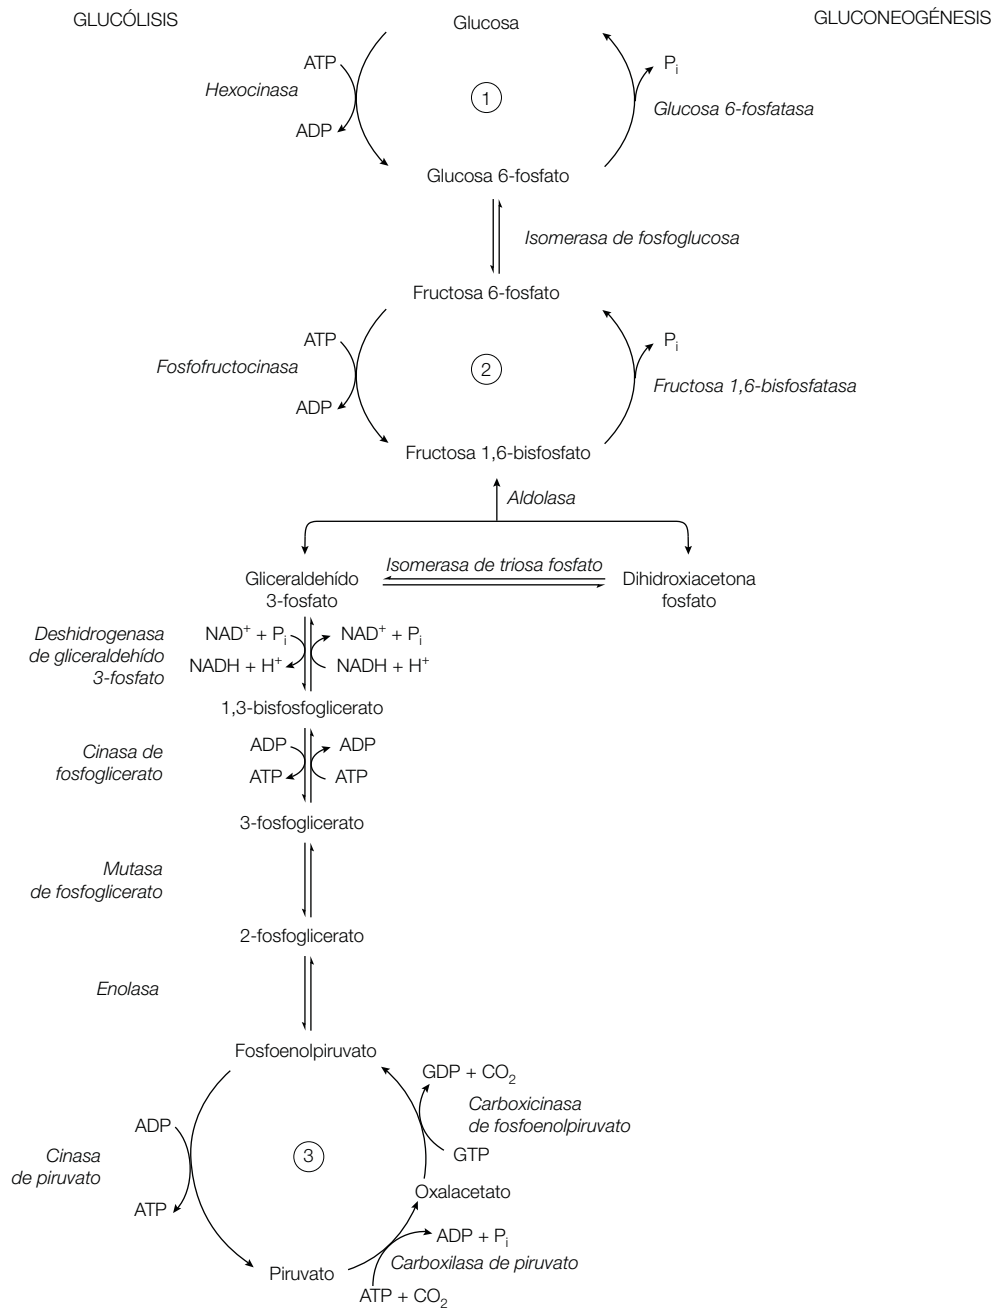 GLUCÓLISIS
Glucosa
GLUCONEOGÉNESIS
ATP
Hexocinasa
ADP
1
Pi
Glucosa 6-fosfatasa
Glucosa 6-fosfato
Isomerasa de fosfoglucosa
Fructosa 6-fosfato
ATP
Fosfofructocinasa
ADP
2
Pi
Fructosa 1,6-bisfosfatasa
Fructosa 1,6-bisfosfato
Aldolasa
Isomerasa de triosa fosfato
Gliceraldehído
3-fosfato
Dihidroxiacetona
fosfato
Deshidrogenasa
de gliceraldehído
3-fosfato
NAD+ + Pi
NADH + H+
NAD+ + Pi
NADH + H+
1,3-bisfosfoglicerato
Cinasa de
fosfoglicerato
ADP
ATP
ADP
ATP
3-fosfoglicerato
Mutasa
de fosfoglicerato
2-fosfoglicerato
Enolasa
Fosfoenolpiruvato
GDP + CO2
Carboxicinasa
de fosfoenolpiruvato
GTP
ADP
Cinasa
de piruvato
ATP
3
Oxalacetato
ADP + Pi
Carboxilasa de piruvato
Piruvato
ATP + CO2